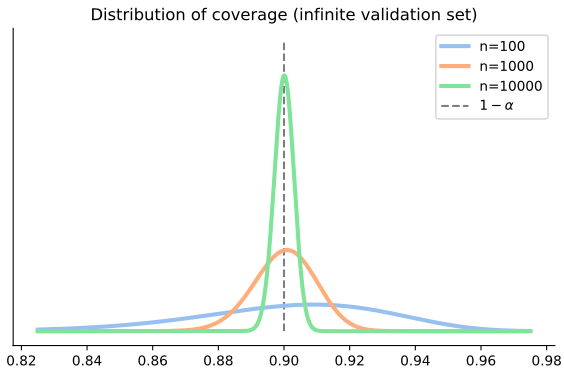 Distribution of coverage (infinite validation set)
n=100
n=1000
n=10000
1 − α
0.82 0.84 0.86 0.88 0.90 0.92 0.94 0.96 0.98